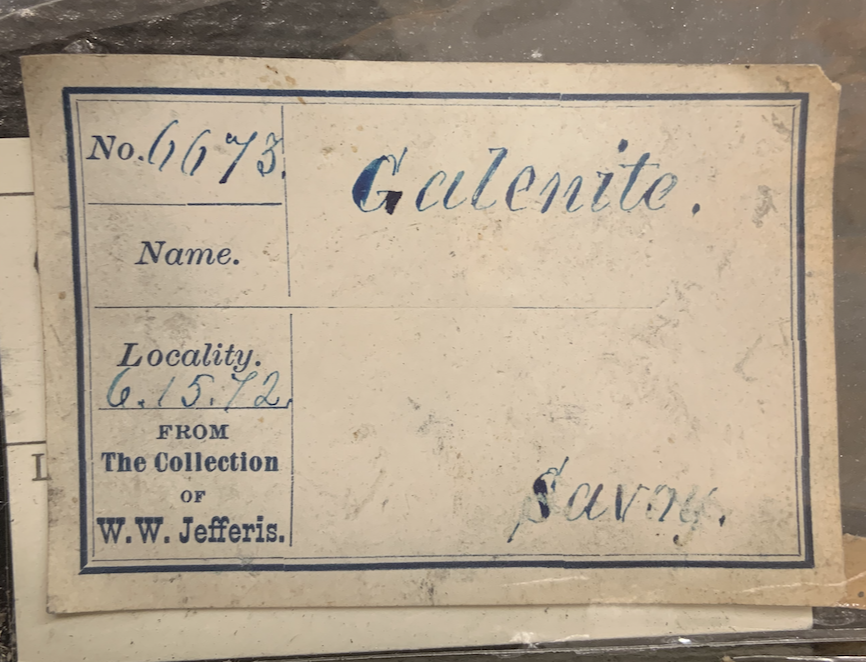 No. 6673.
Galenite.
Name.
Locality.
6.15.72.
FROM
The Collection
OF
W. W. Jefferis.
Savoy.
L